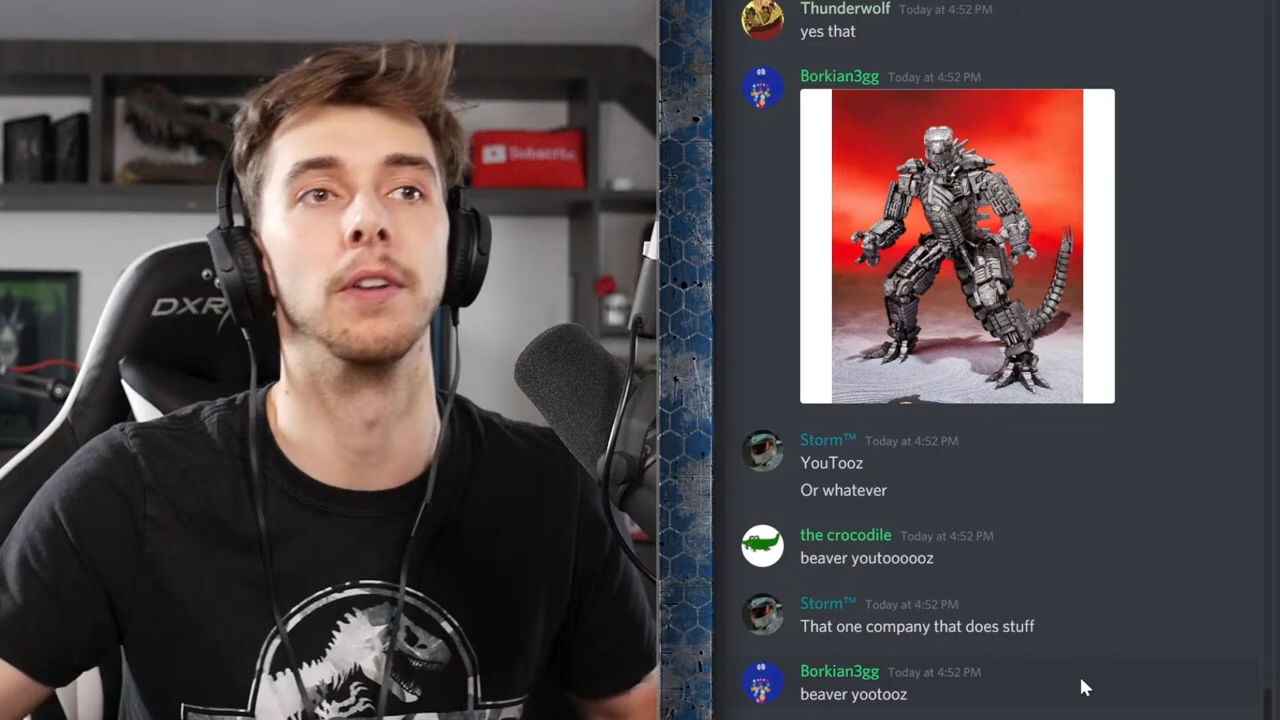 Thunderwolf Today at 4:52 PM
yes that
Borkian3gg Today at 4:52 PM
Subscribe
DXR
Storm™ Today at 4:52 PM
YouTooz
Or whatever
the crocodile Today at 4:52 PM
beaver youtoooooz
Storm™ Today at 4:52 PM
That one company that does stuff
Borkian3gg Today at 4:52 PM
beaver yootooz